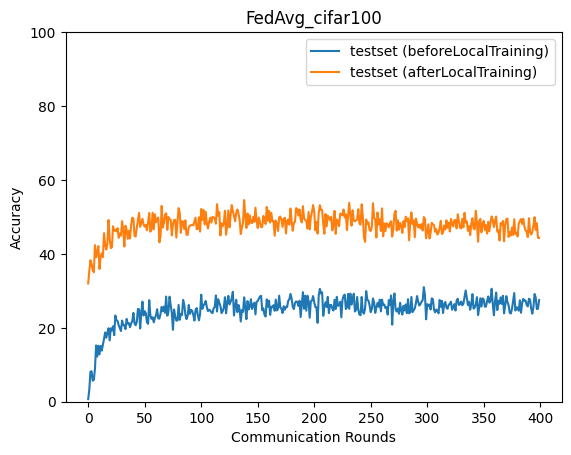 FedAvg_cifar100
testset (beforeLocalTraining)
testset (afterLocalTraining)
Accuracy
100
80
60
40
20
0
0 50 100 150 200 250 300 350 400
Communication Rounds